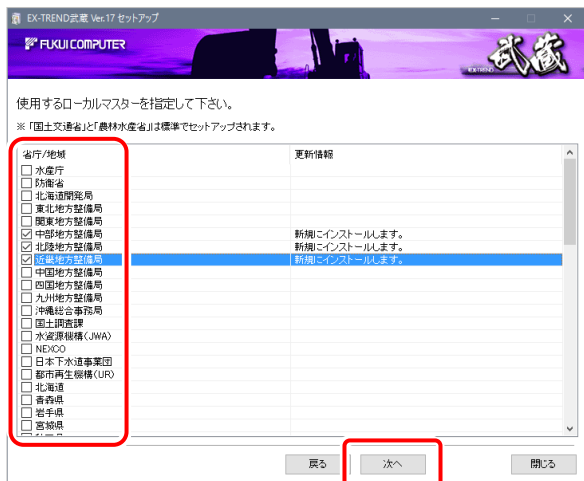 EX-TREND武蔵 Ver.17 セットアップ
FUKUI COMPUTER
EX-TREND 武蔵
使用するローカルマスターを指定して下さい。
※「国土交通省」と「農林水産省」は標準でセットアップされます。
省庁/地域 更新情報
水産庁
防衛省
北海道開発局
東北地方整備局
関東地方整備局
中部地方整備局 新規にインストールします。
北陸地方整備局 新規にインストールします。
近畿地方整備局 新規にインストールします。
中国地方整備局
四国地方整備局
九州地方整備局
沖縄総合事務局
国土調査課
水資源機構(JWA)
NEXCO
日本下水道事業団
都市再生機構(UR)
北海道
青森県
岩手県
宮城県
戻る 次へ 閉じる